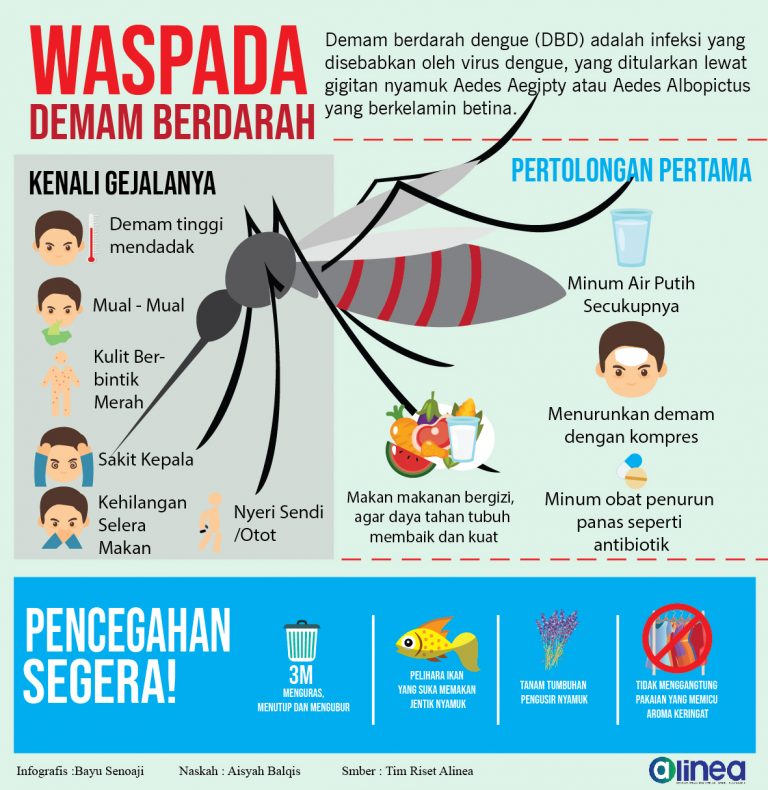 WASPADA
DEMAM BERDARAH
Demam berdarah dengue (DBD) adalah infeksi yang
disebabkan oleh virus dengue, yang ditularkan lewat
gigitan nyamuk Aedes Aegipty atau Aedes Albopictus
yang berkelamin betina.
KENALI GEJALANYA
Demam tinggi
mendadak
Mual - Mual
Kulit Ber-
bintik
Merah
Sakit Kepala
Kehilangan
Selera
Makan
Nyeri Sendi
/Otot
PERTOLONGAN PERTAMA
Minum Air Putih
Secukupnya
Menurunkan demam
dengan kompres
Makan makanan bergizi,
agar daya tahan tubuh
membaik dan kuat
Minum obat penurun
panas seperti
antibiotik
PENCEGAHAN
SEGERA!
3M
MENGURAS,
MENUTUP DAN MENGUBUR
PELIHARA IKAN
YANG SUKA MEMAKAN
JENTIK NYAMUK
TANAM TUMBUHAN
PENGUSIR NYAMUK
TIDAK MENGGANGTUNG
PAKAIAN YANG MEMICU
AROMA KERINGAT
Infografis :Bayu Senoaji
Naskah : Aisyah Balqis
Smber : Tim Riset Alinea
alinea